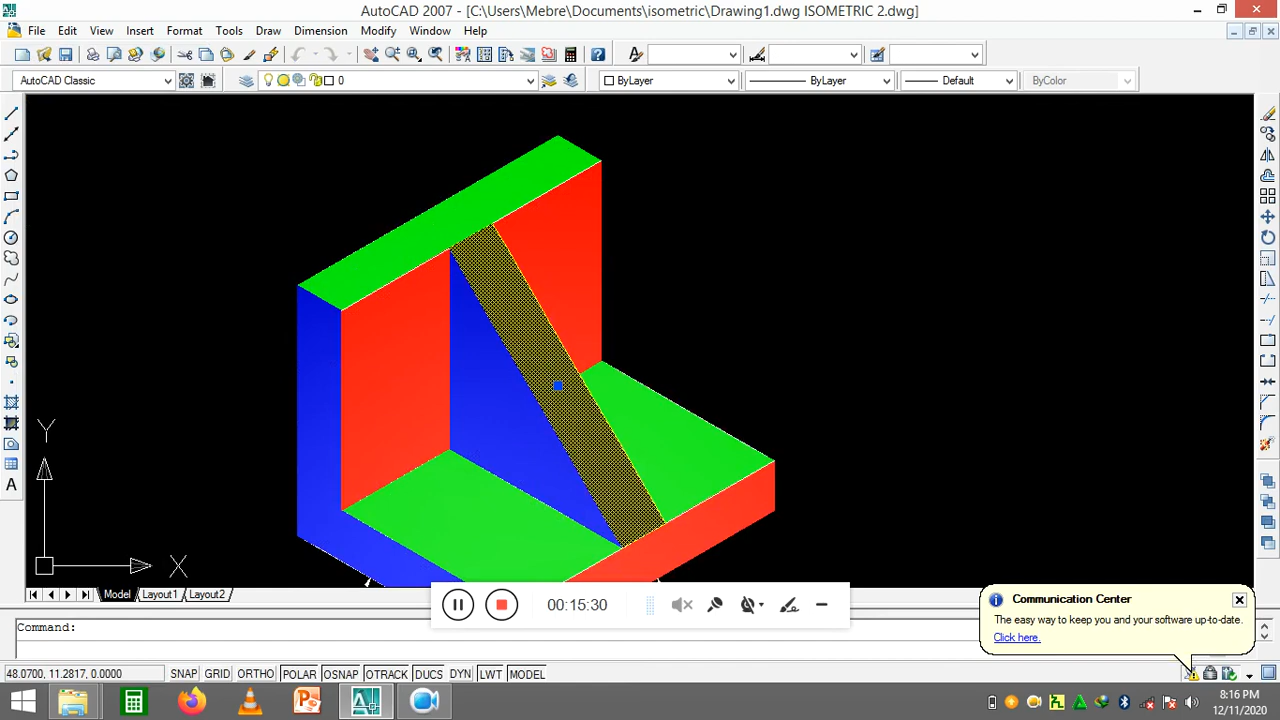 AutoCAD 2007 - [C:\Users\Mebre\Documents\isometric\Drawing1.dwg ISOMETRIC 2.dwg]
File Edit View Insert Format Tools Draw Dimension Modify Window Help
AutoCAD Classic
0
ByLayer
ByLayer
Default
ByColor
Y
X
A
Model Layout1 Layout2
00:15:30
Communication Center
The easy way to keep you and your software up-to-date.
Click here.
Command:
48.0700, 11.2817, 0.0000
SNAP GRID ORTHO POLAR OSNAP OTRACK DUCS DYN LWT MODEL
8:16 PM
12/11/2020